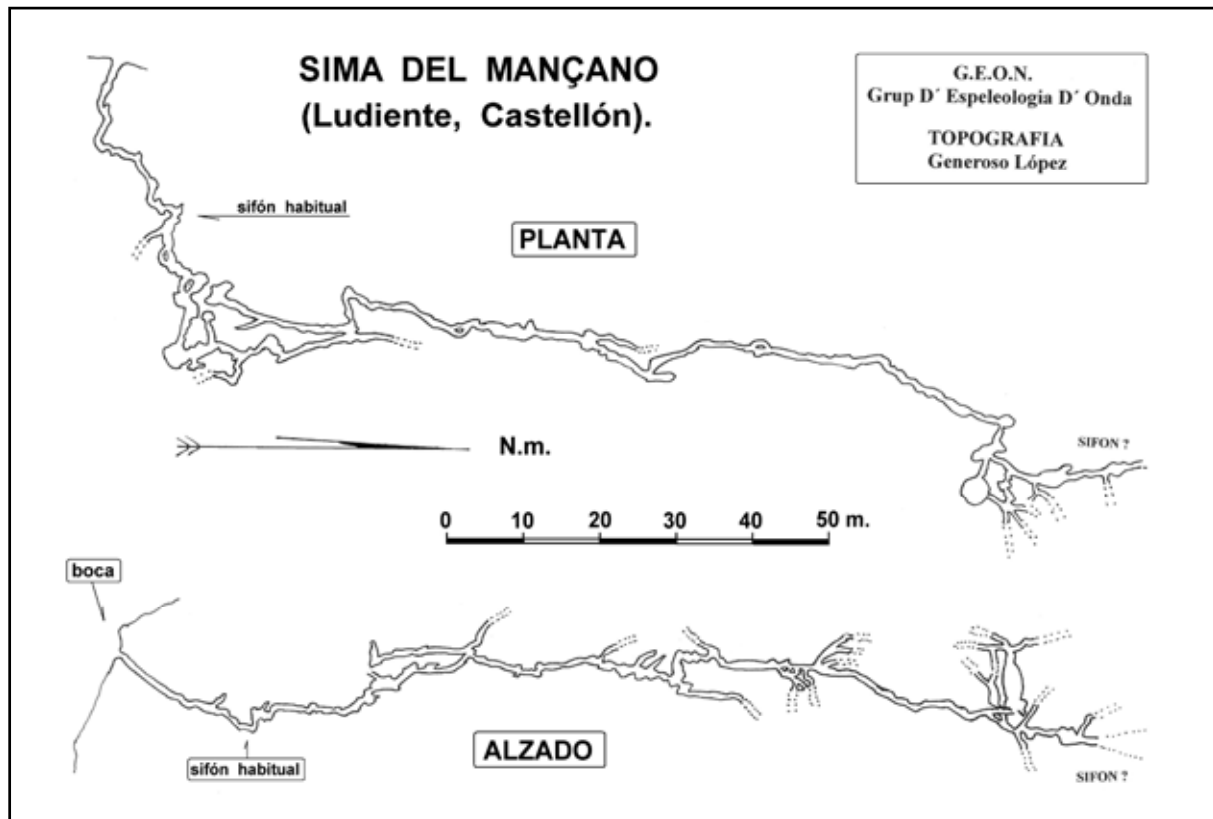 SIMA DEL MANÇANO
(Ludiente, Castellón).
G.E.O.N.
Grup D´ Espeleologia D´ Onda
TOPOGRAFIA
Generoso López
sifón habitual
PLANTA
N.m.
SIFON ?
0 10 20 30 40 50 m.
boca
sifón habitual
ALZADO
SIFON ?